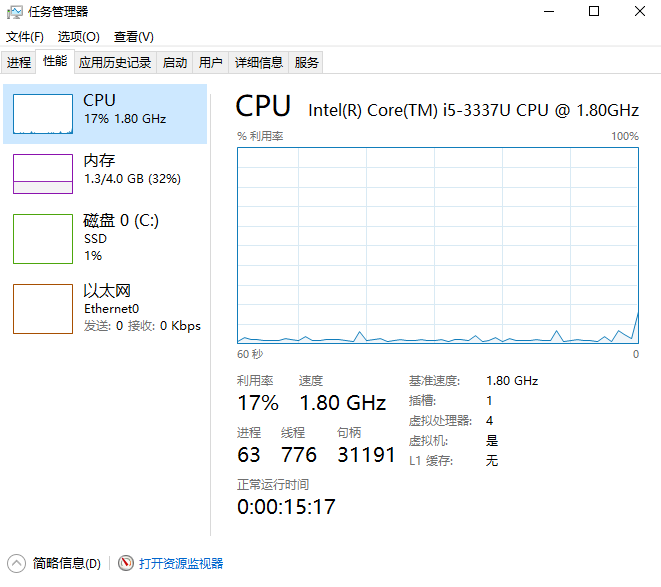 任务管理器
文件(F) 选项(O) 查看(V)
进程 性能 应用历史记录 启动 用户 详细信息 服务
CPU
17% 1.80 GHz
内存
1.3/4.0 GB (32%)
磁盘 0 (C:)
SSD
1%
以太网
Ethernet0
发送: 0 接收: 0 Kbps
CPU Intel(R) Core(TM) i5-3337U CPU @ 1.80GHz
% 利用率 100%
60 秒 0
利用率 速度
17% 1.80 GHz
进程 线程 句柄
63 776 31191
正常运行时间
0:00:15:17
基准速度: 1.80 GHz
插槽: 1
虚拟处理器: 4
虚拟机: 是
L1 缓存: 无
简略信息(D) 打开资源监视器